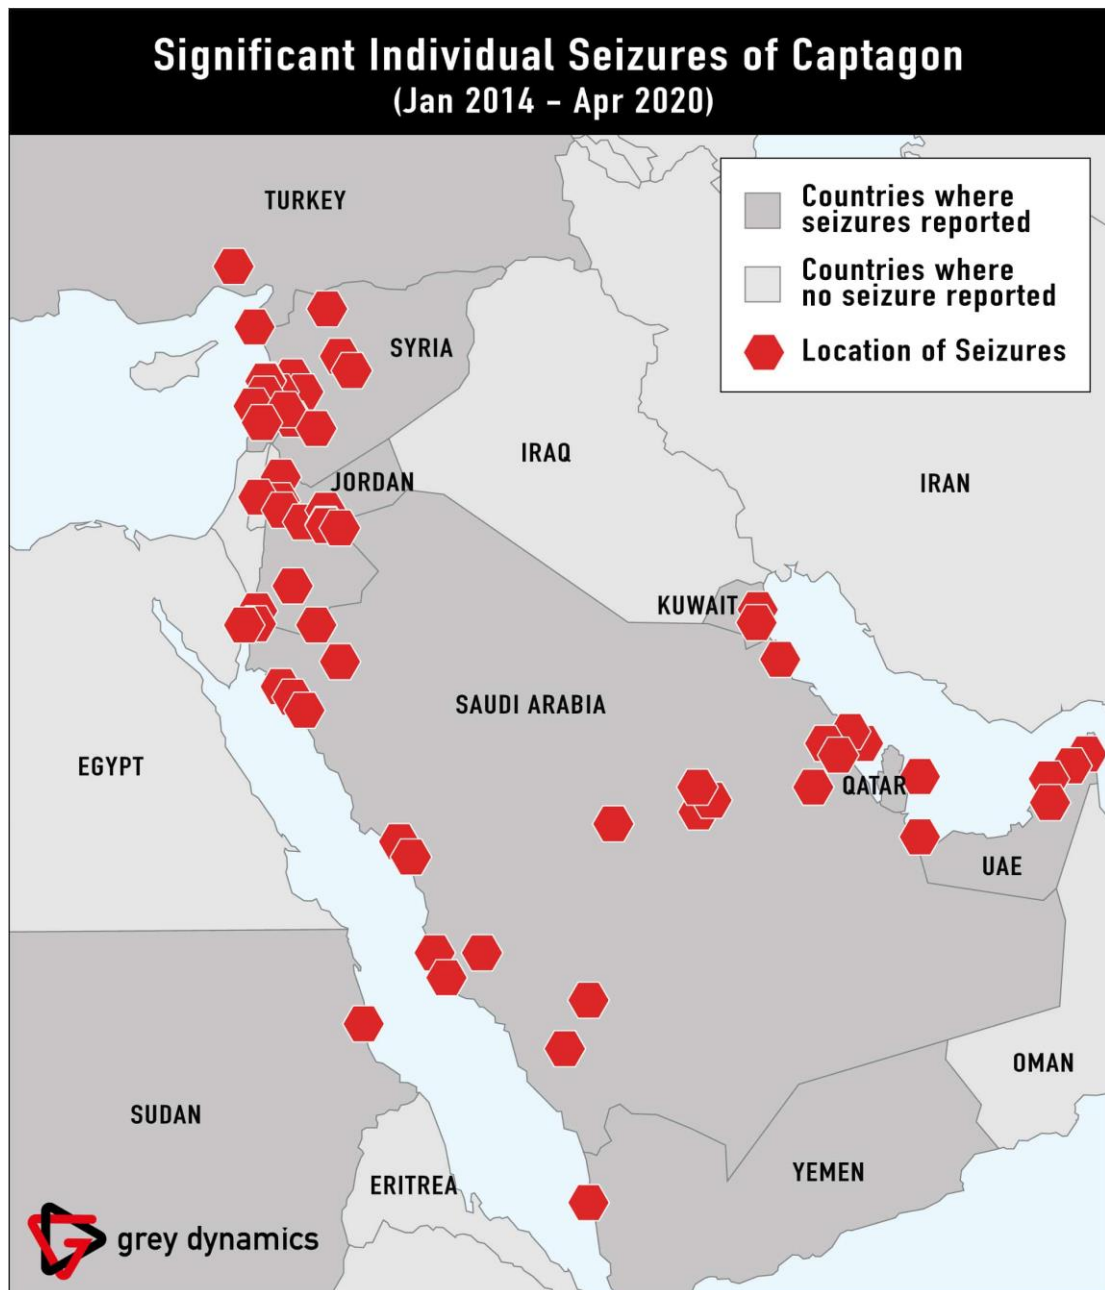 Significant Individual Seizures of Captagon
(Jan 2014 – Apr 2020)
Countries where
seizures reported
Countries where
no seizure reported
Location of Seizures
TURKEY
SYRIA
IRAQ
JORDAN
IRAN
KUWAIT
SAUDI ARABIA
EGYPT
QATAR
UAE
OMAN
SUDAN
YEMEN
ERITREA
grey dynamics